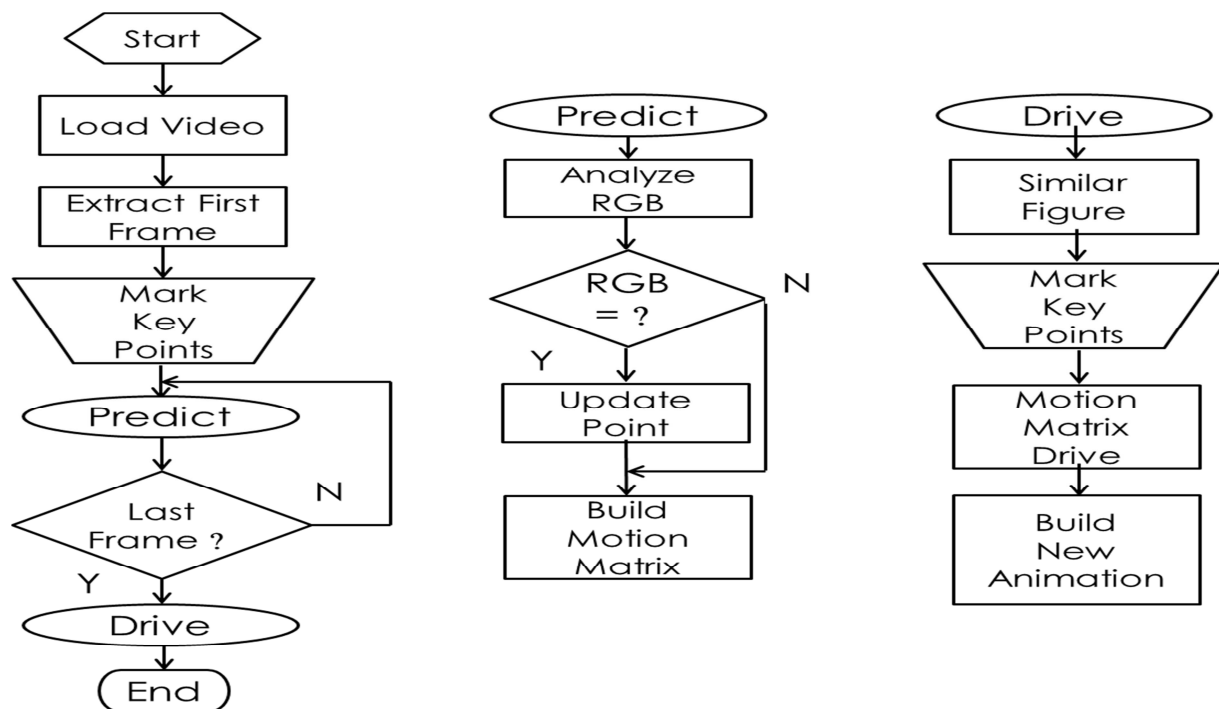 Start
Load Video
Extract First
Frame
Mark
Key
Points
Predict
Last
Frame ?
N
Y
Drive
End
Predict
Analyze
RGB
RGB
= ?
N
Y
Update
Point
Build
Motion
Matrix
Drive
Similar
Figure
Mark
Key
Points
Motion
Matrix
Drive
Build
New
Animation